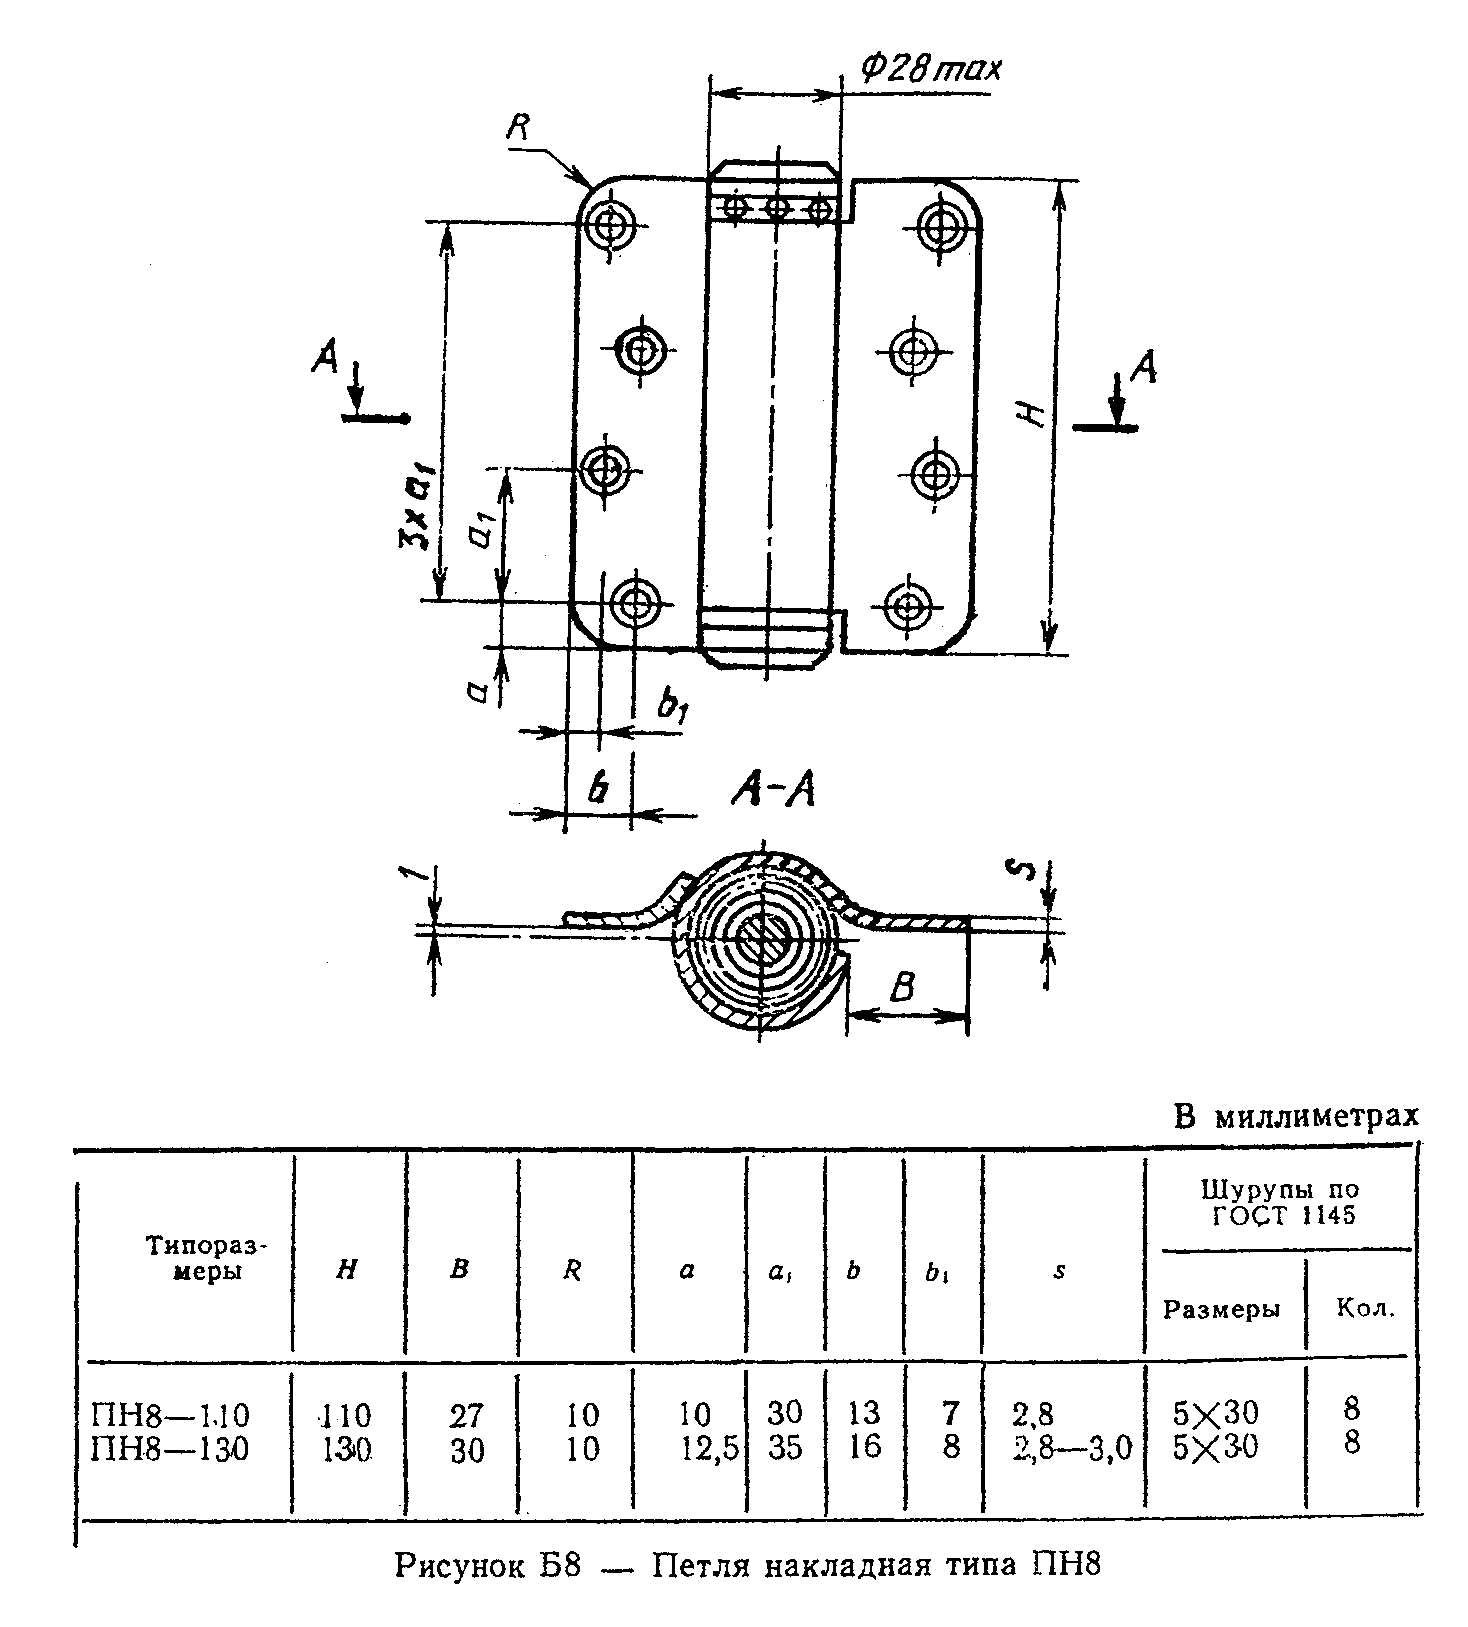 Ф28 max
R
A
A
H
3×a1
a1
a
b1
b
A-A
1
s
B
В миллиметрах
Типораз-
меры
H
B
R
a
a1
b
b1
s
Шурупы по
ГОСТ 1145
Размеры
Кол.
ПН8—110 110 27 10 10 30 13 7 2,8 5×30 8
ПН8—130 130 30 10 12,5 35 16 8 2,8—3,0 5×30 8
Рисунок Б8 — Петля накладная типа ПН8